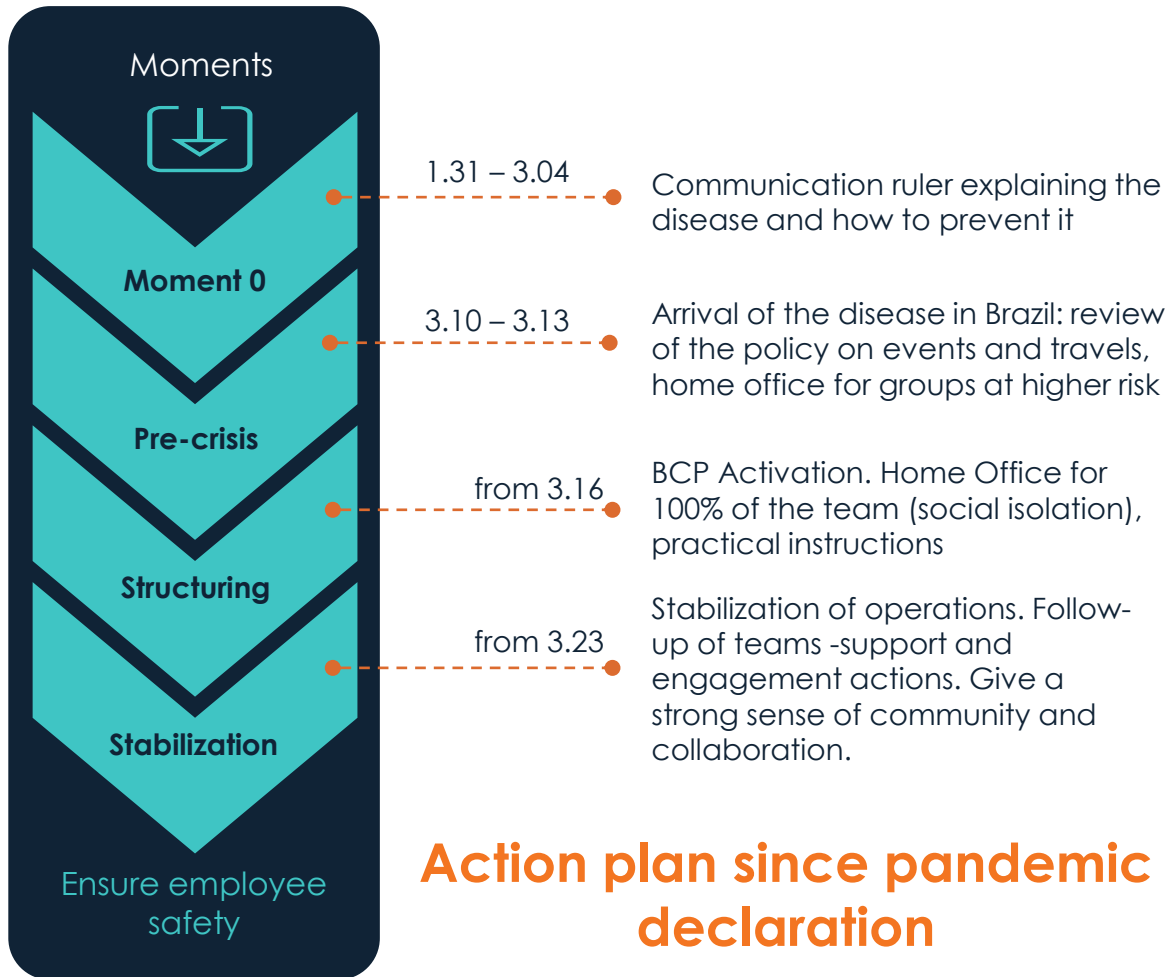 Moments
1.31 – 3.04
Communication ruler explaining the
disease and how to prevent it
Moment 0
3.10 – 3.13
Arrival of the disease in Brazil: review
of the policy on events and travels,
home office for groups at higher risk
Pre-crisis
from 3.16
BCP Activation. Home Office for
100% of the team (social isolation),
practical instructions
Structuring
from 3.23
Stabilization of operations. Follow-
up of teams -support and
engagement actions. Give a
strong sense of community and
collaboration.
Stabilization
Ensure employee
safety
Action plan since pandemic
declaration